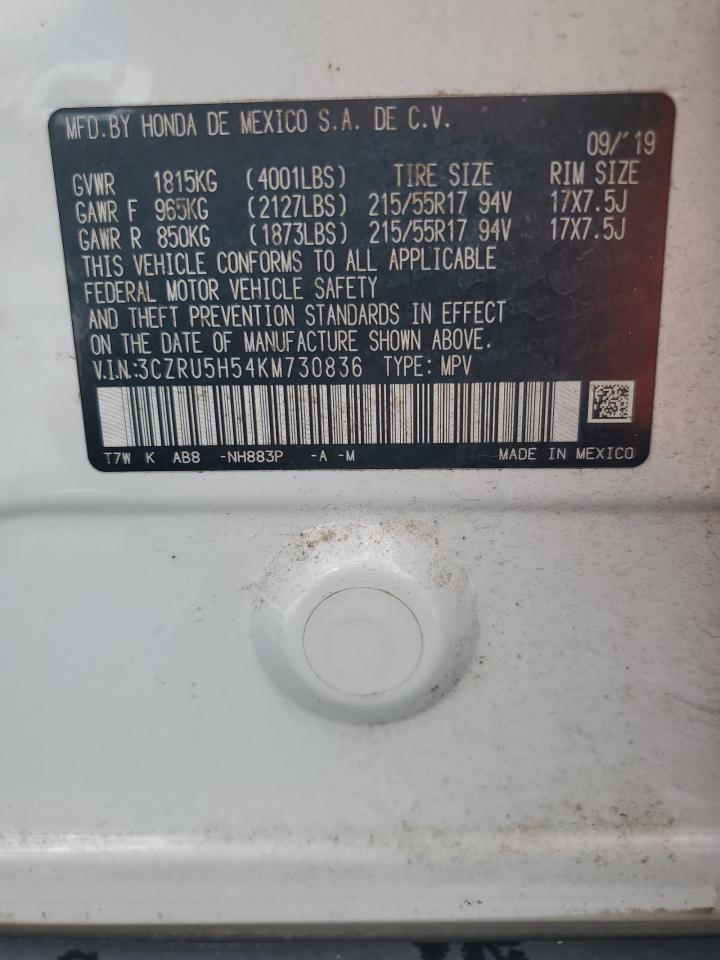 MFD.BY HONDA DE MEXICO S.A. DE C.V.
09/'19
GVWR 1815KG (4001LBS) TIRE SIZE RIM SIZE
GAWR F 965KG (2127LBS) 215/55R17 94V 17X7.5J
GAWR R 850KG (1873LBS) 215/55R17 94V 17X7.5J
THIS VEHICLE CONFORMS TO ALL APPLICABLE
FEDERAL MOTOR VEHICLE SAFETY
AND THEFT PREVENTION STANDARDS IN EFFECT
ON THE DATE OF MANUFACTURE SHOWN ABOVE.
V.I.N:3CZRU5H54KM730836 TYPE: MPV
T7W K AB8 -NH883P -A -M MADE IN MEXICO